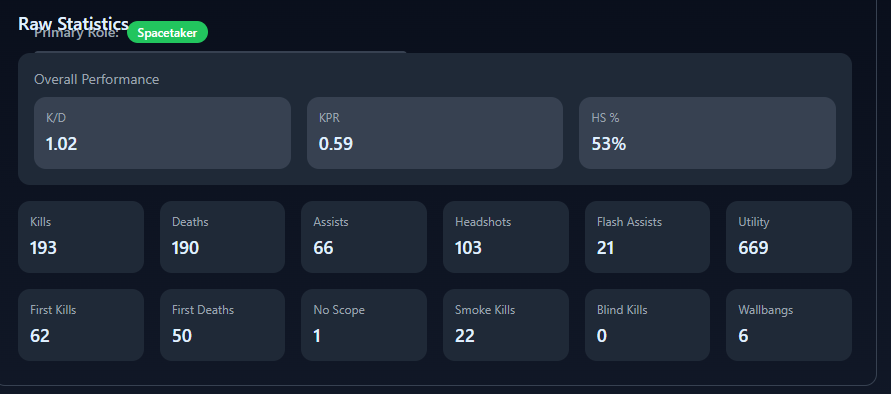 Raw Statistics
Primary Role: Spacetaker
Overall Performance
K/D KPR HS %
1.02 0.59 53%
Kills Deaths Assists Headshots Flash Assists Utility
193 190 66 103 21 669
First Kills First Deaths No Scope Smoke Kills Blind Kills Wallbangs
62 50 1 22 0 6